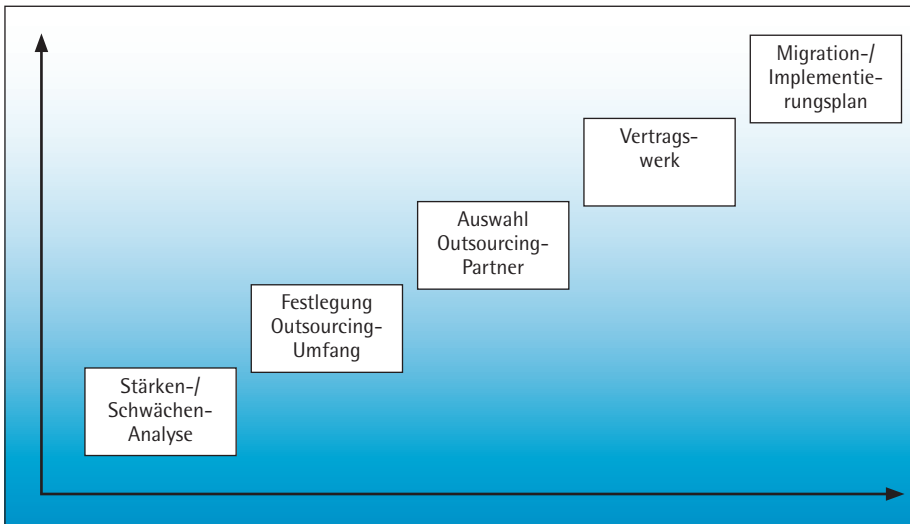 Migration-/
Implementie-
rungsplan
Vertrags-
werk
Auswahl
Outsourcing-
Partner
Festlegung
Outsourcing-
Umfang
Stärken-/
Schwächen-
Analyse